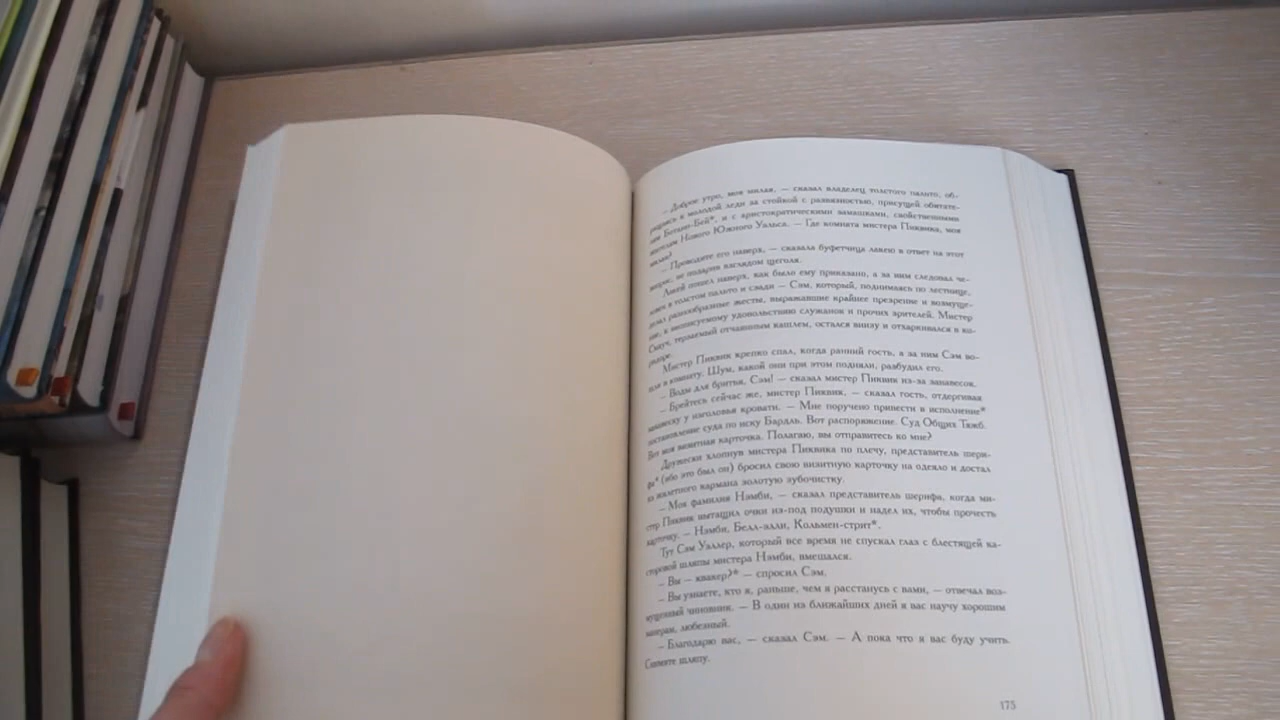 — Доброе утро, моя милая, — сказал владелец толстого пальто, об-
ращаясь к молодой леди за стойкой с развязностью, присущей обитате-
лям Ботани-Бей*, и с аристократическими замашками, свойственными
жителям Нового Южного Уэльса. — Где комната мистера Пиквика, моя
милая?
— Проводите его наверх, — сказала буфетчица лакею в ответ на этот
вопрос, не подарив взглядом щеголя.
Лакей пошел наверх, как было ему приказано, а за ним следовал че-
ловек в толстом пальто и сзади — Сэм, который, поднимаясь по лестнице,
делал разнообразные жесты, выражавшие крайнее презрение и возмуще-
ние, к неописуемому удовольствию служанок и прочих зрителей. Мистер
Смауч, терзаемый отчаянным кашлем, остался внизу и отхаркивался в ко-
ридоре.
Мистер Пиквик крепко спал, когда ранний гость, а за ним Сэм во-
шли в комнату. Шум, какой они при этом подняли, разбудил его.
— Воды для бритья, Сэм! — сказал мистер Пиквик из-за занавесок.
— Брейтесь сейчас же, мистер Пиквик, — сказал гость, отдергивая
занавеску у изголовья кровати. — Мне поручено привести в исполнение*
постановление суда по иску Бардль. Вот распоряжение. Суд Общих Тяжб.
Вот моя визитная карточка. Полагаю, вы отправитесь ко мне?
Дружески хлопнув мистера Пиквика по плечу, представитель шери-
фа* (ибо это был он) бросил свою визитную карточку на одеяло и достал
из жилетного кармана золотую зубочистку.
— Моя фамилия Нэмби, — сказал представитель шерифа, когда ми-
стер Пиквик вытащил очки из-под подушки и надел их, чтобы прочесть
карточку. — Нэмби, Белл-элли, Кольмен-стрит*.
Тут Сэм Уэллер, который все время не спускал глаз с блестящей ка-
сторовой шляпы мистера Нэмби, вмешался.
— Вы — квакер?* — спросил Сэм.
— Вы узнаете, кто я, раньше, чем я расстанусь с вами, — отвечал воз-
мущенный чиновник. — В один из ближайших дней я вас научу хорошим
манерам, любезный.
— Благодарю вас, — сказал Сэм. — А пока что я вас буду учить.
Снимите шляпу.
175